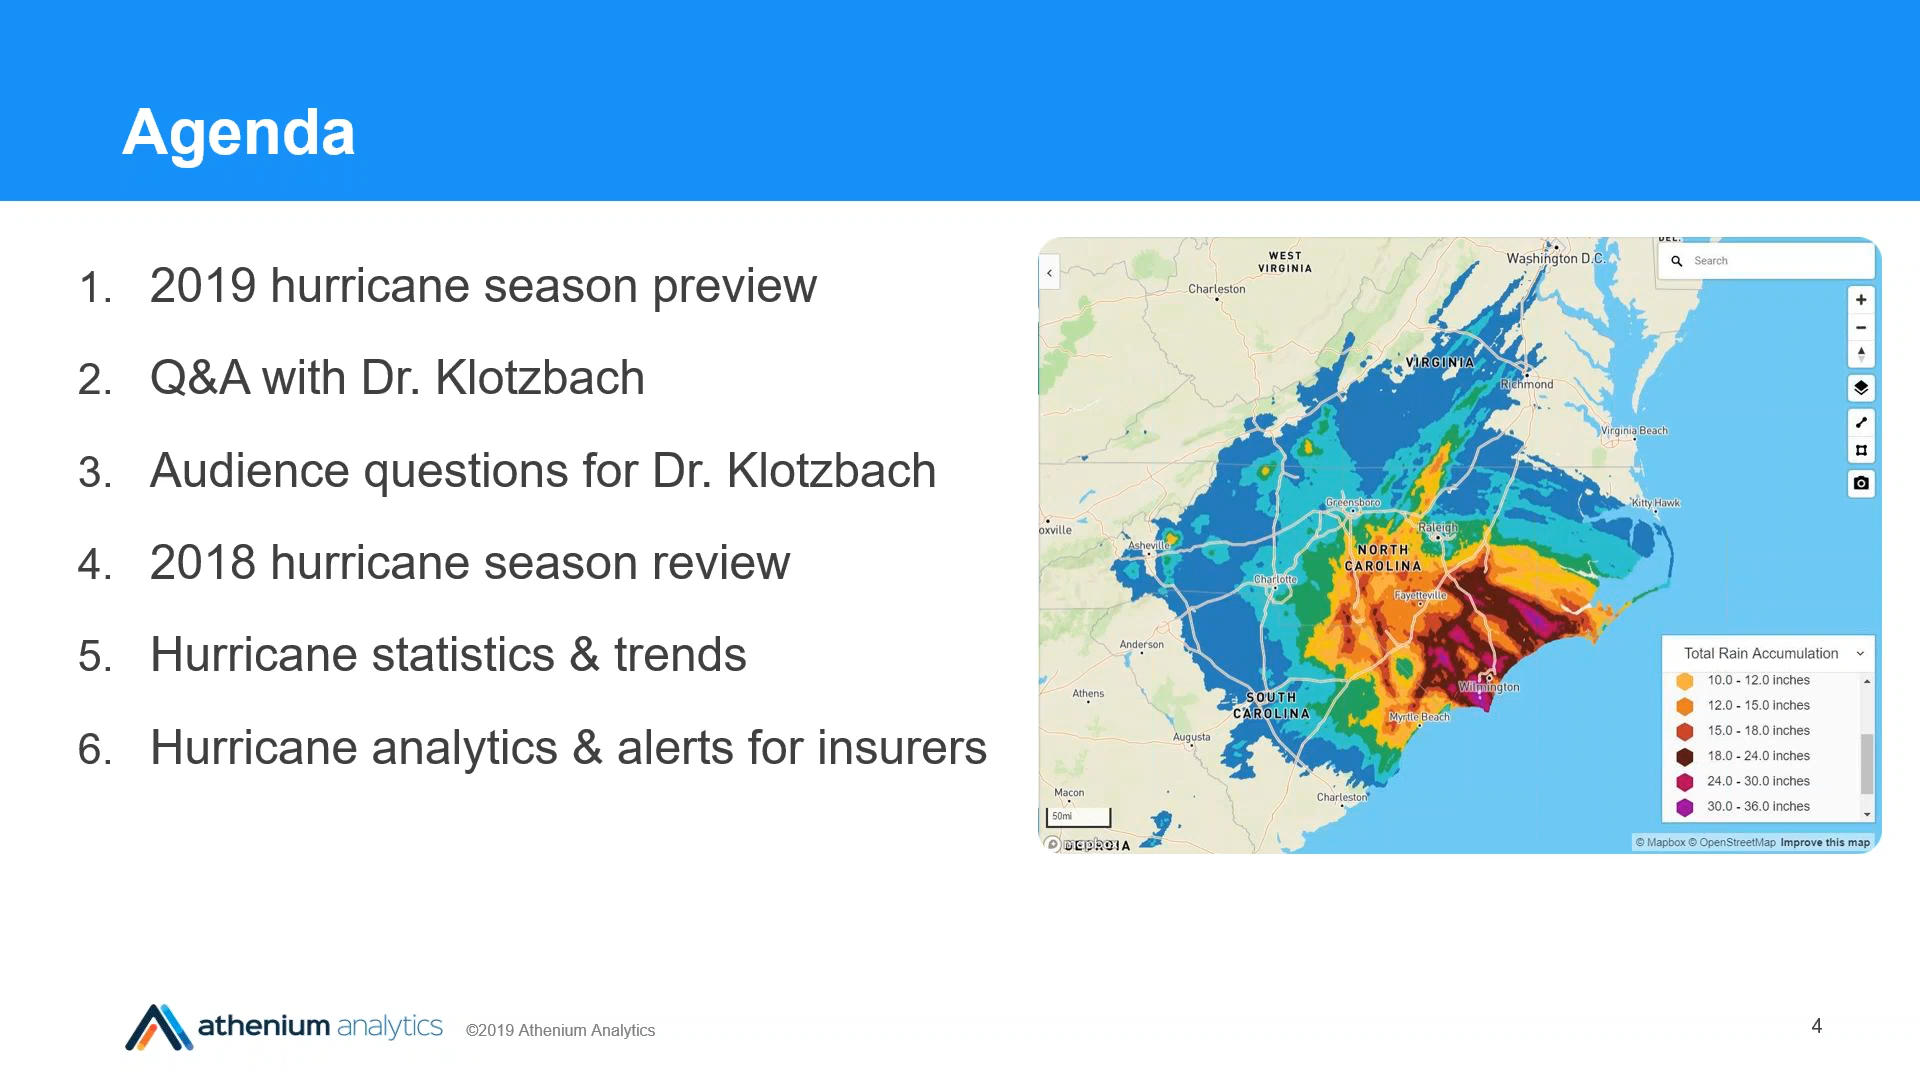 Agenda
1. 2019 hurricane season preview
2. Q&A with Dr. Klotzbach
3. Audience questions for Dr. Klotzbach
4. 2018 hurricane season review
5. Hurricane statistics & trends
6. Hurricane analytics & alerts for insurers
DEL.
WEST
VIRGINIA
Washington D.C.
Search
Charleston
VIRGINIA
Richmond
Virginia Beach
Greensboro
Kitty Hawk
oxville
Raleigh
Asheville
NORTH
CAROLINA
Charlotte
Fayetteville
Anderson
Total Rain Accumulation
10.0 - 12.0 inches
12.0 - 15.0 inches
15.0 - 18.0 inches
18.0 - 24.0 inches
24.0 - 30.0 inches
30.0 - 36.0 inches
Athens
Wilmington
SOUTH
CAROLINA
Myrtle Beach
Augusta
Macon
Charleston
50mi
mapbox
GEORGIA
© Mapbox © OpenStreetMap Improve this map
athenium analytics
©2019 Athenium Analytics
4